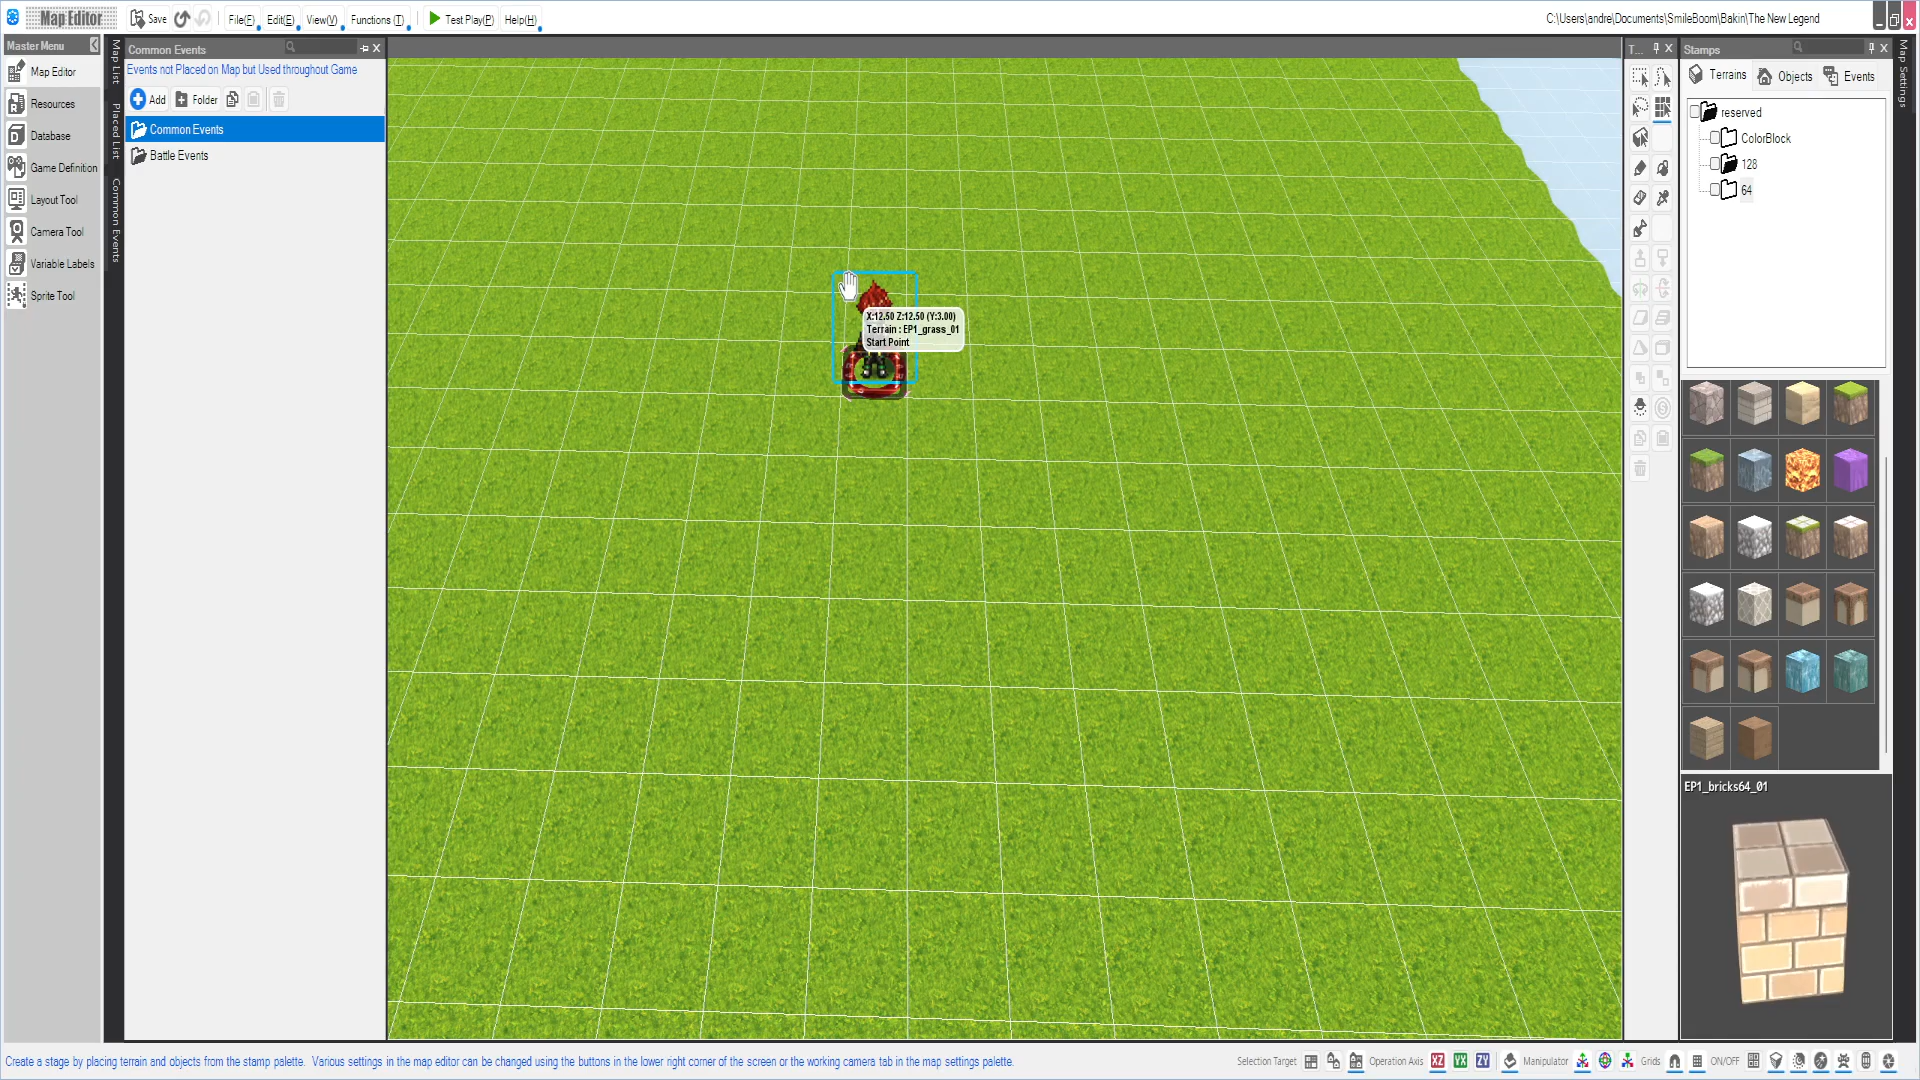 Map Editor
Save
File(F)
Edit(E)
View(V)
Functions (T)
Test Play(P)
Help(H)
C:\Users\andre\Documents\SmileBoom\Bakin\The New Legend
Master Menu
Map Editor
Resources
Database
Game Definition
Layout Tool
Camera Tool
Variable Labels
Sprite Tool
Map List
Placed List
Common Events
Common Events
Events not Placed on Map but Used throughout Game
Add
Folder
Common Events
Battle Events
X:12.50 Z:12.50 (Y:3.00)
Terrain : EP1_grass_01
Start Point
T...
Stamps
Terrains
Objects
Events
reserved
ColorBlock
128
64
EP1_bricks64_01
Map Settings
Create a stage by placing terrain and objects from the stamp palette.  Various settings in the map editor can be changed using the buttons in the lower right corner of the screen or the working camera tab in the map settings palette.
Selection Target
Operation Axis
XZ
YX
ZY
Manipulator
Grids
ON/OFF